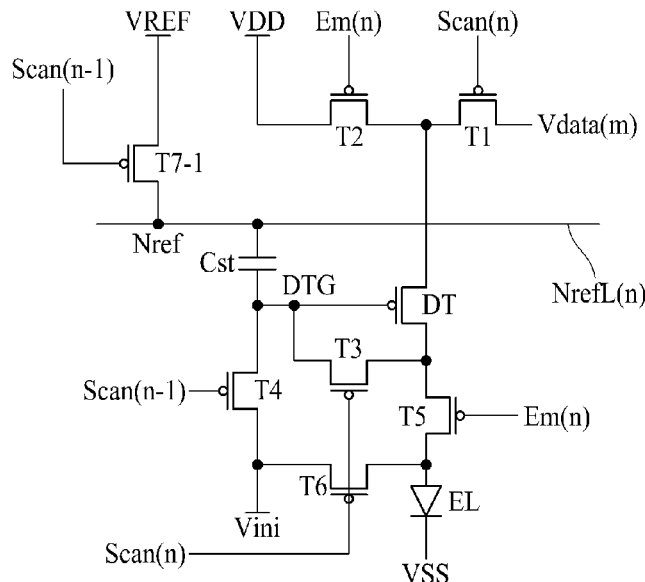 VREF
VDD
Em(n)
Scan(n)
Scan(n-1)
T2
T1
Vdata(m)
T7-1
Nref
Cst
NrefL(n)
DTG
DT
T3
Scan(n-1)
T4
T5
Em(n)
T6
EL
Vini
Scan(n)
VSS